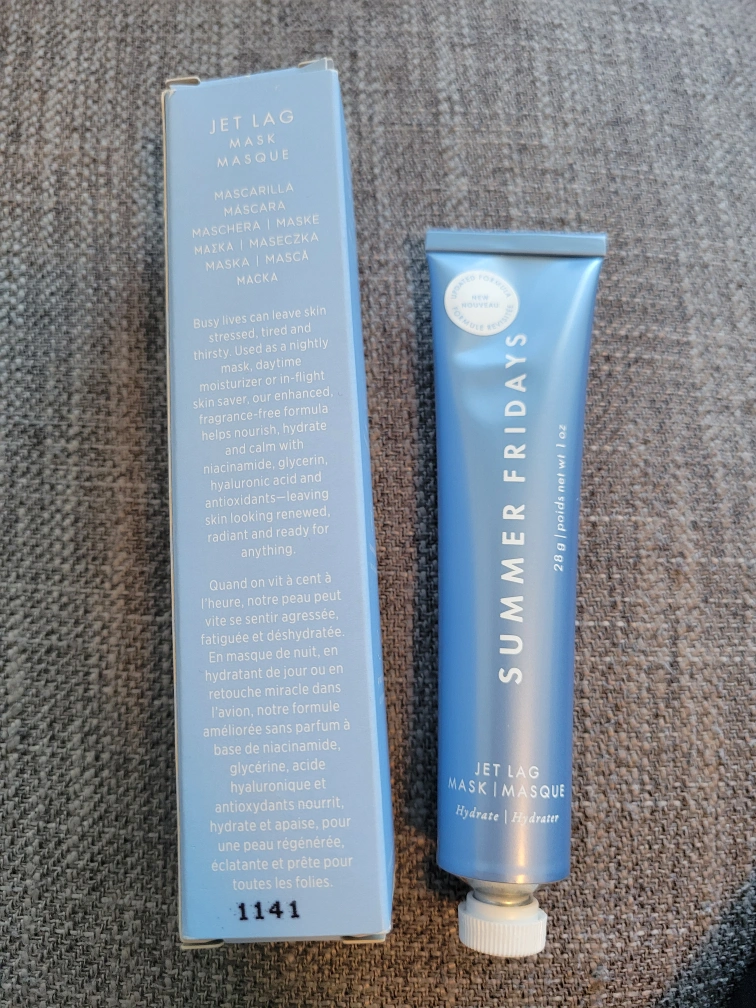 JET LAG
MASK
MASQUE
MASCARILLA
MÁSCARA
MASCHERA | MASKE
ΜΑΣΚΑ | MASECZKA
MASKA | MASCĂ
МАСКА
Busy lives can leave skin
stressed, tired and
thirsty. Used as a nightly
mask, daytime
moisturizer or in-flight
skin saver, our enhanced,
fragrance-free formula
helps nourish, hydrate
and calm with
niacinamide, glycerin,
hyaluronic acid and
antioxidants—leaving
skin looking renewed,
radiant and ready for
anything.
Quand on vit à cent à
l'heure, notre peau peut
vite se sentir agressée,
fatiguée et déshydratée.
En masque de nuit, en
hydratant de jour ou en
retouche miracle dans
l'avion, notre formule
améliorée sans parfum à
base de niacinamide,
glycérine, acide
hyaluronique et
antioxydants nourrit,
hydrate et apaise, pour
une peau régénérée,
éclatante et prête pour
toutes les folies.
1141
UPDATED FORMULA
NEW
NOUVEAU
FORMULE REVISITÉE
SUMMER FRIDAYS
28 g | poids net wt 1 oz
JET LAG
MASK | MASQUE
Hydrate | Hydrater